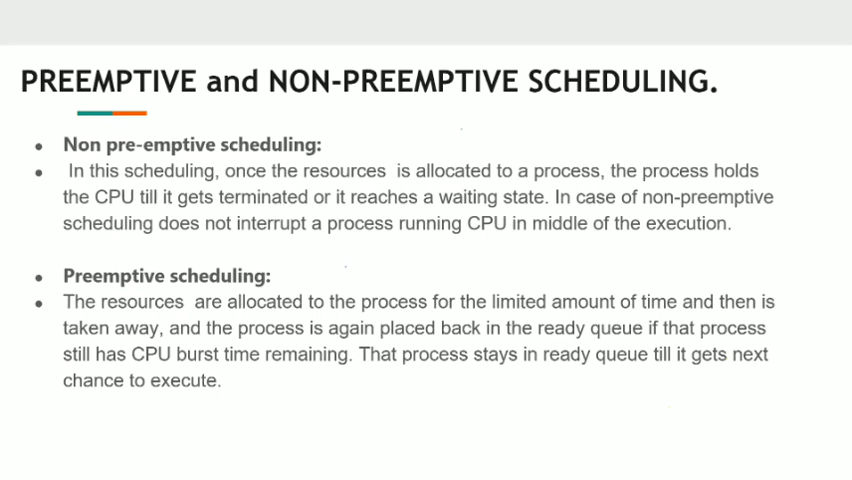 PREEMPTIVE and NON-PREEMPTIVE SCHEDULING.
• Non pre-emptive scheduling:
• In this scheduling, once the resources is allocated to a process, the process holds
the CPU till it gets terminated or it reaches a waiting state. In case of non-preemptive
scheduling does not interrupt a process running CPU in middle of the execution.
• Preemptive scheduling:
• The resources are allocated to the process for the limited amount of time and then is
taken away, and the process is again placed back in the ready queue if that process
still has CPU burst time remaining. That process stays in ready queue till it gets next
chance to execute.